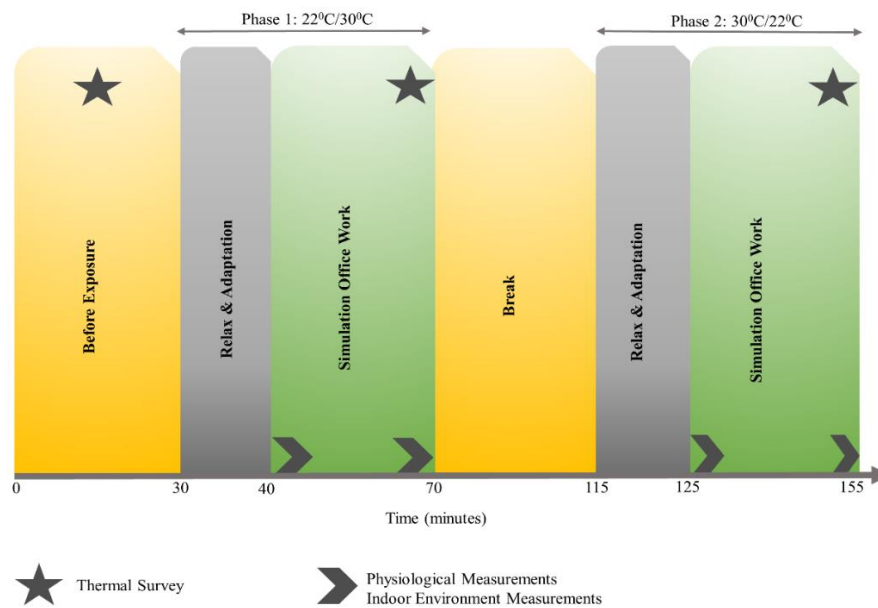 Phase 1: 22⁰C/30⁰C
Phase 2: 30⁰C/22⁰C
Before Exposure
Relax & Adaptation
Simulation Office Work
Break
Relax & Adaptation
Simulation Office Work
0 30 40 70 115 125 155
Time (minutes)
Thermal Survey
Physiological Measurements
Indoor Environment Measurements